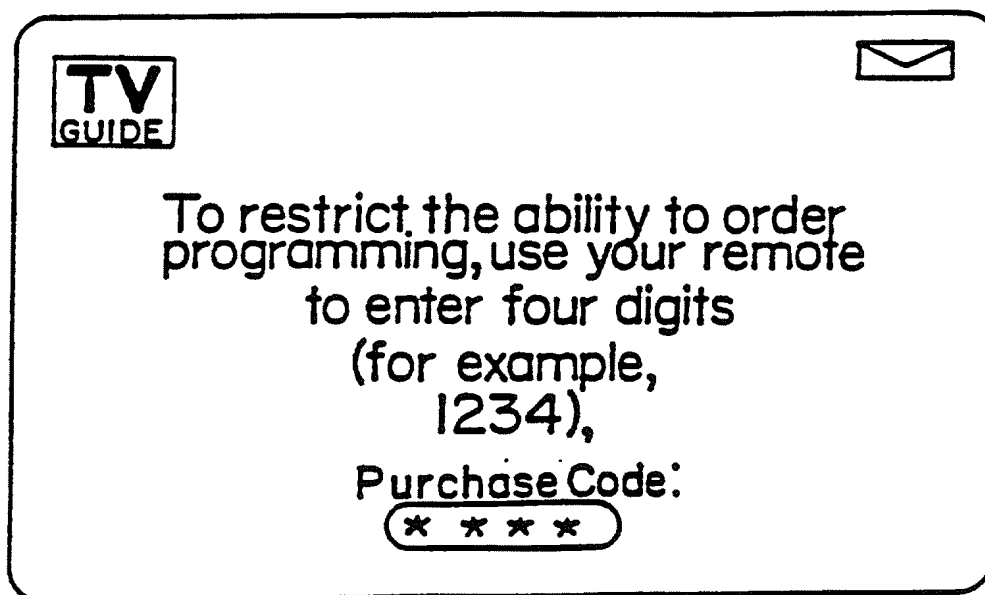 TV
GUIDE
To restrict the ability to order
programming, use your remote
to enter four digits
(for example,
1234),
Purchase Code:
* * * *